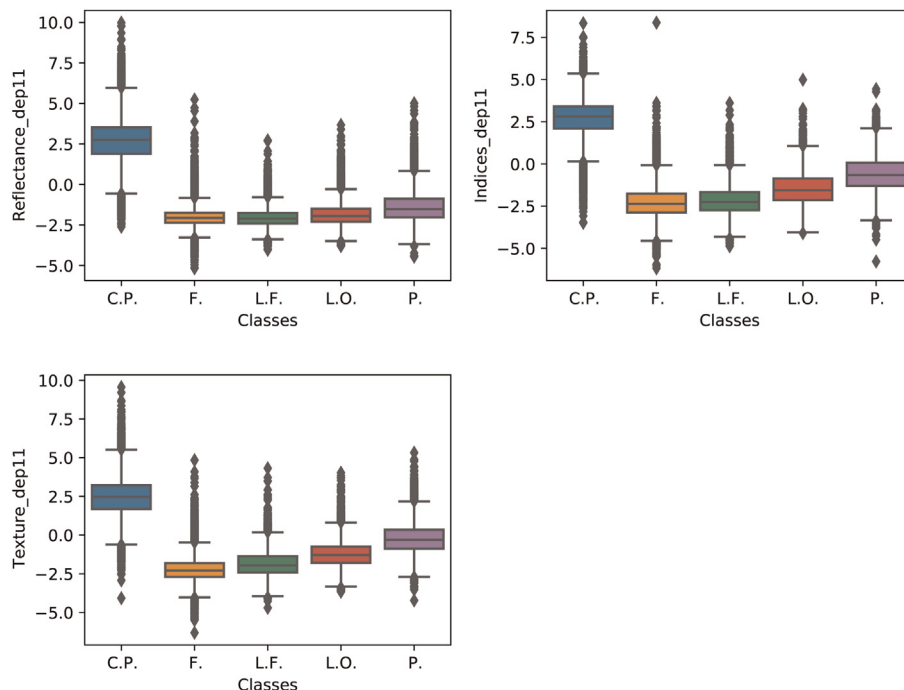 Reflectance_dep11
10.0
7.5
5.0
2.5
0.0
−2.5
−5.0
C.P. F. L.F. L.O. P.
Classes
Indices_dep11
7.5
5.0
2.5
0.0
−2.5
−5.0
C.P. F. L.F. L.O. P.
Classes
Texture_dep11
10.0
7.5
5.0
2.5
0.0
−2.5
−5.0
C.P. F. L.F. L.O. P.
Classes